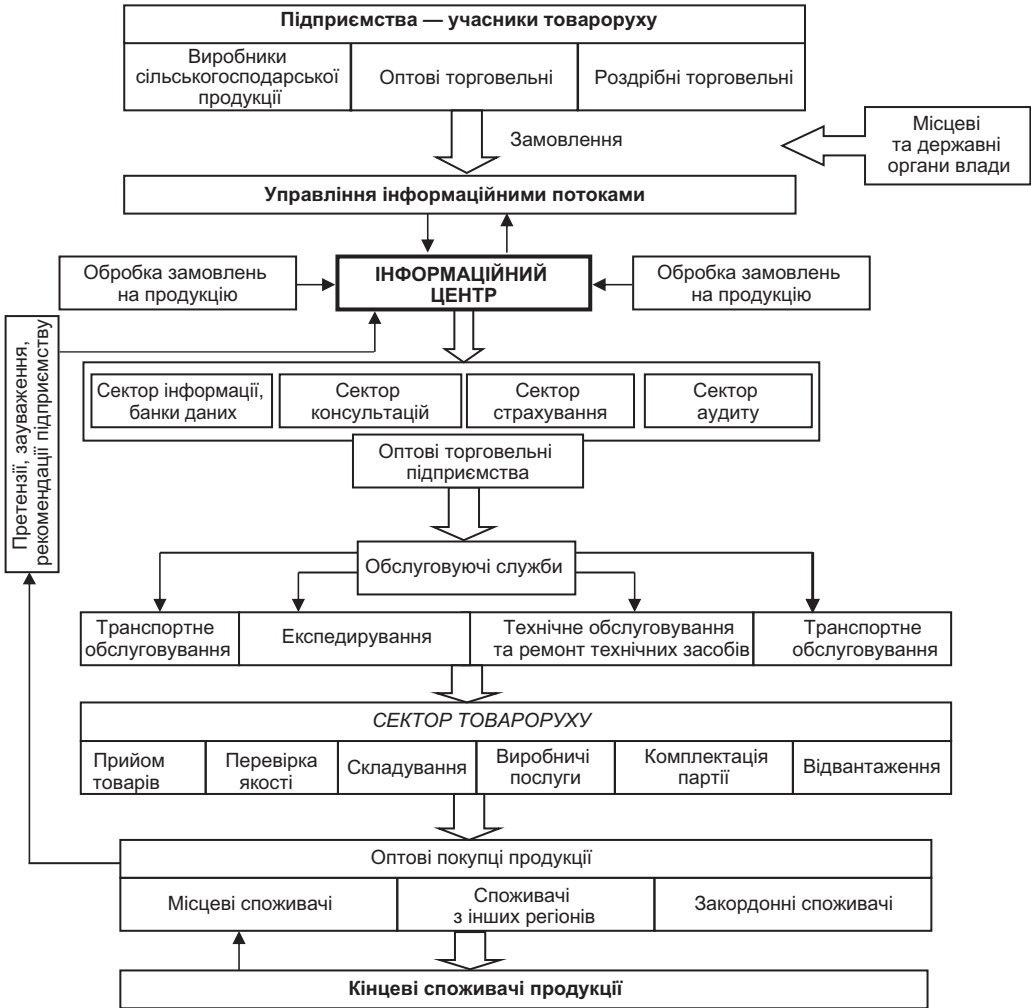 Підприємства — учасники товароруху
Виробники
сільськогосподарської
продукції
Оптові торговельні
Роздрібні торговельні
Замовлення
Місцеві
та державні
органи влади
Управління інформаційними потоками
Обробка замовлень
на продукцію
ІНФОРМАЦІЙНИЙ
ЦЕНТР
Обробка замовлень
на продукцію
Претензії, зауваження,
рекомендації підприємству
Сектор інформації,
банки даних
Сектор
консультацій
Сектор
страхування
Сектор
аудиту
Оптові торговельні
підприємства
Обслуговуючі служби
Транспортне
обслуговування
Експедирування
Технічне обслуговування
та ремонт технічних засобів
Транспортне
обслуговування
СЕКТОР ТОВАРОРУХУ
Прийом
товарів
Перевірка
якості
Складування
Виробничі
послуги
Комплектація
партії
Відвантаження
Оптові покупці продукції
Місцеві споживачі
Споживачі
з інших регіонів
Закордонні споживачі
Кінцеві споживачі продукції